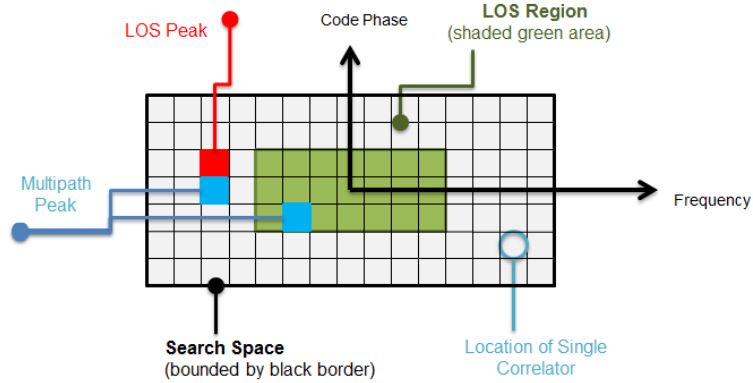 LOS Peak
Code Phase
LOS Region
(shaded green area)
Multipath
Peak
Frequency
Search Space
(bounded by black border)
Location of Single
Correlator